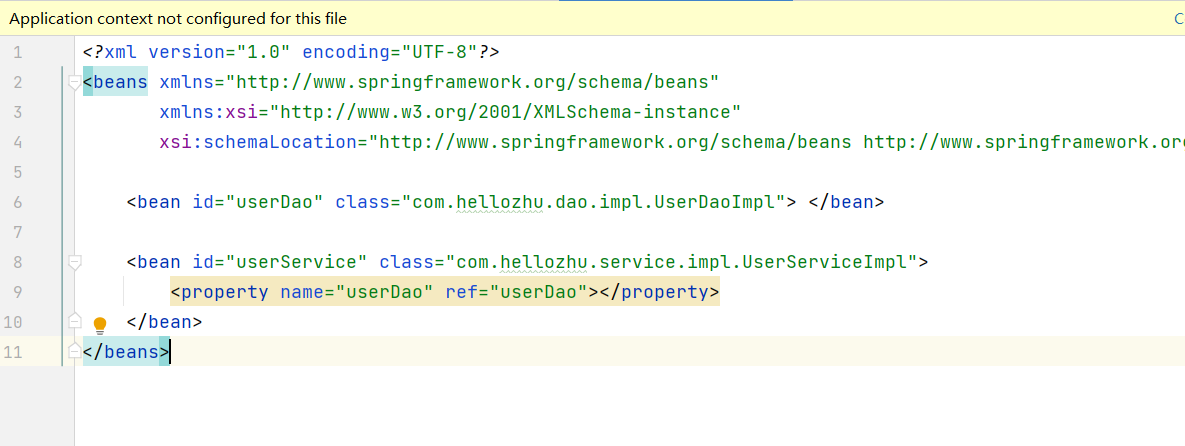 Application context not configured for this file
C
1 <?xml version="1.0" encoding="UTF-8"?>
2 <beans xmlns="http://www.springframework.org/schema/beans"
3 xmlns:xsi="http://www.w3.org/2001/XMLSchema-instance"
4 xsi:schemaLocation="http://www.springframework.org/schema/beans http://www.springframework.or
5
6 <bean id="userDao" class="com.hellozhu.dao.impl.UserDaoImpl"> </bean>
7
8 <bean id="userService" class="com.hellozhu.service.impl.UserServiceImpl">
9 <property name="userDao" ref="userDao"></property>
10 </bean>
11 </beans>